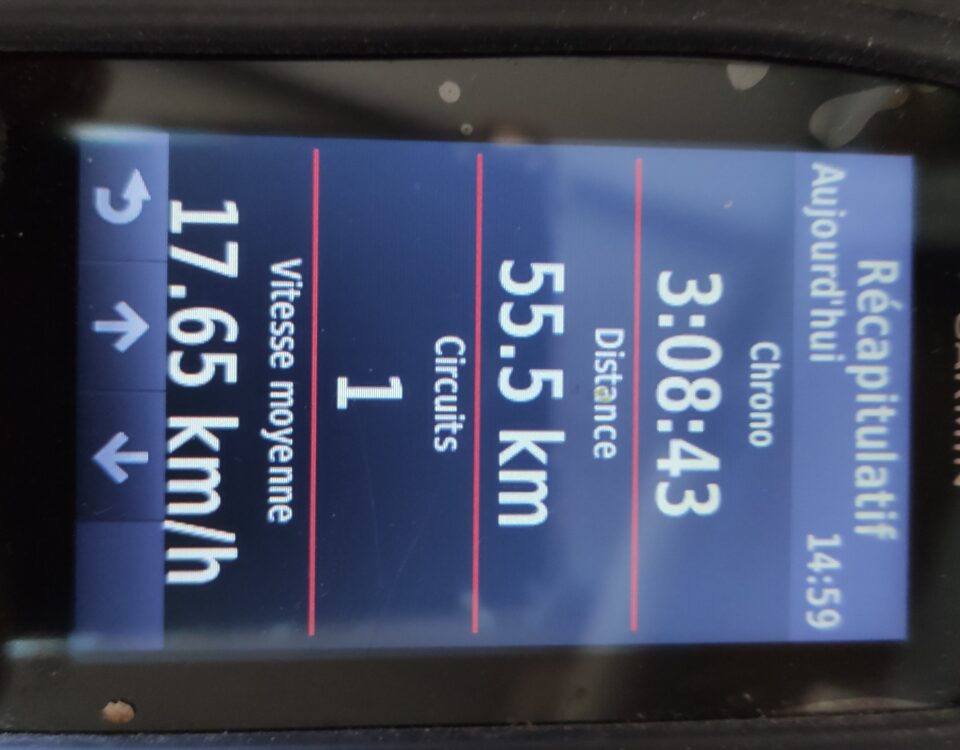 GARMIN
Récapitulatif
Aujourd'hui 14:59
Chrono
3:08:43
Distance
55.5 km
Circuits
1
Vitesse moyenne
17.65 km/h